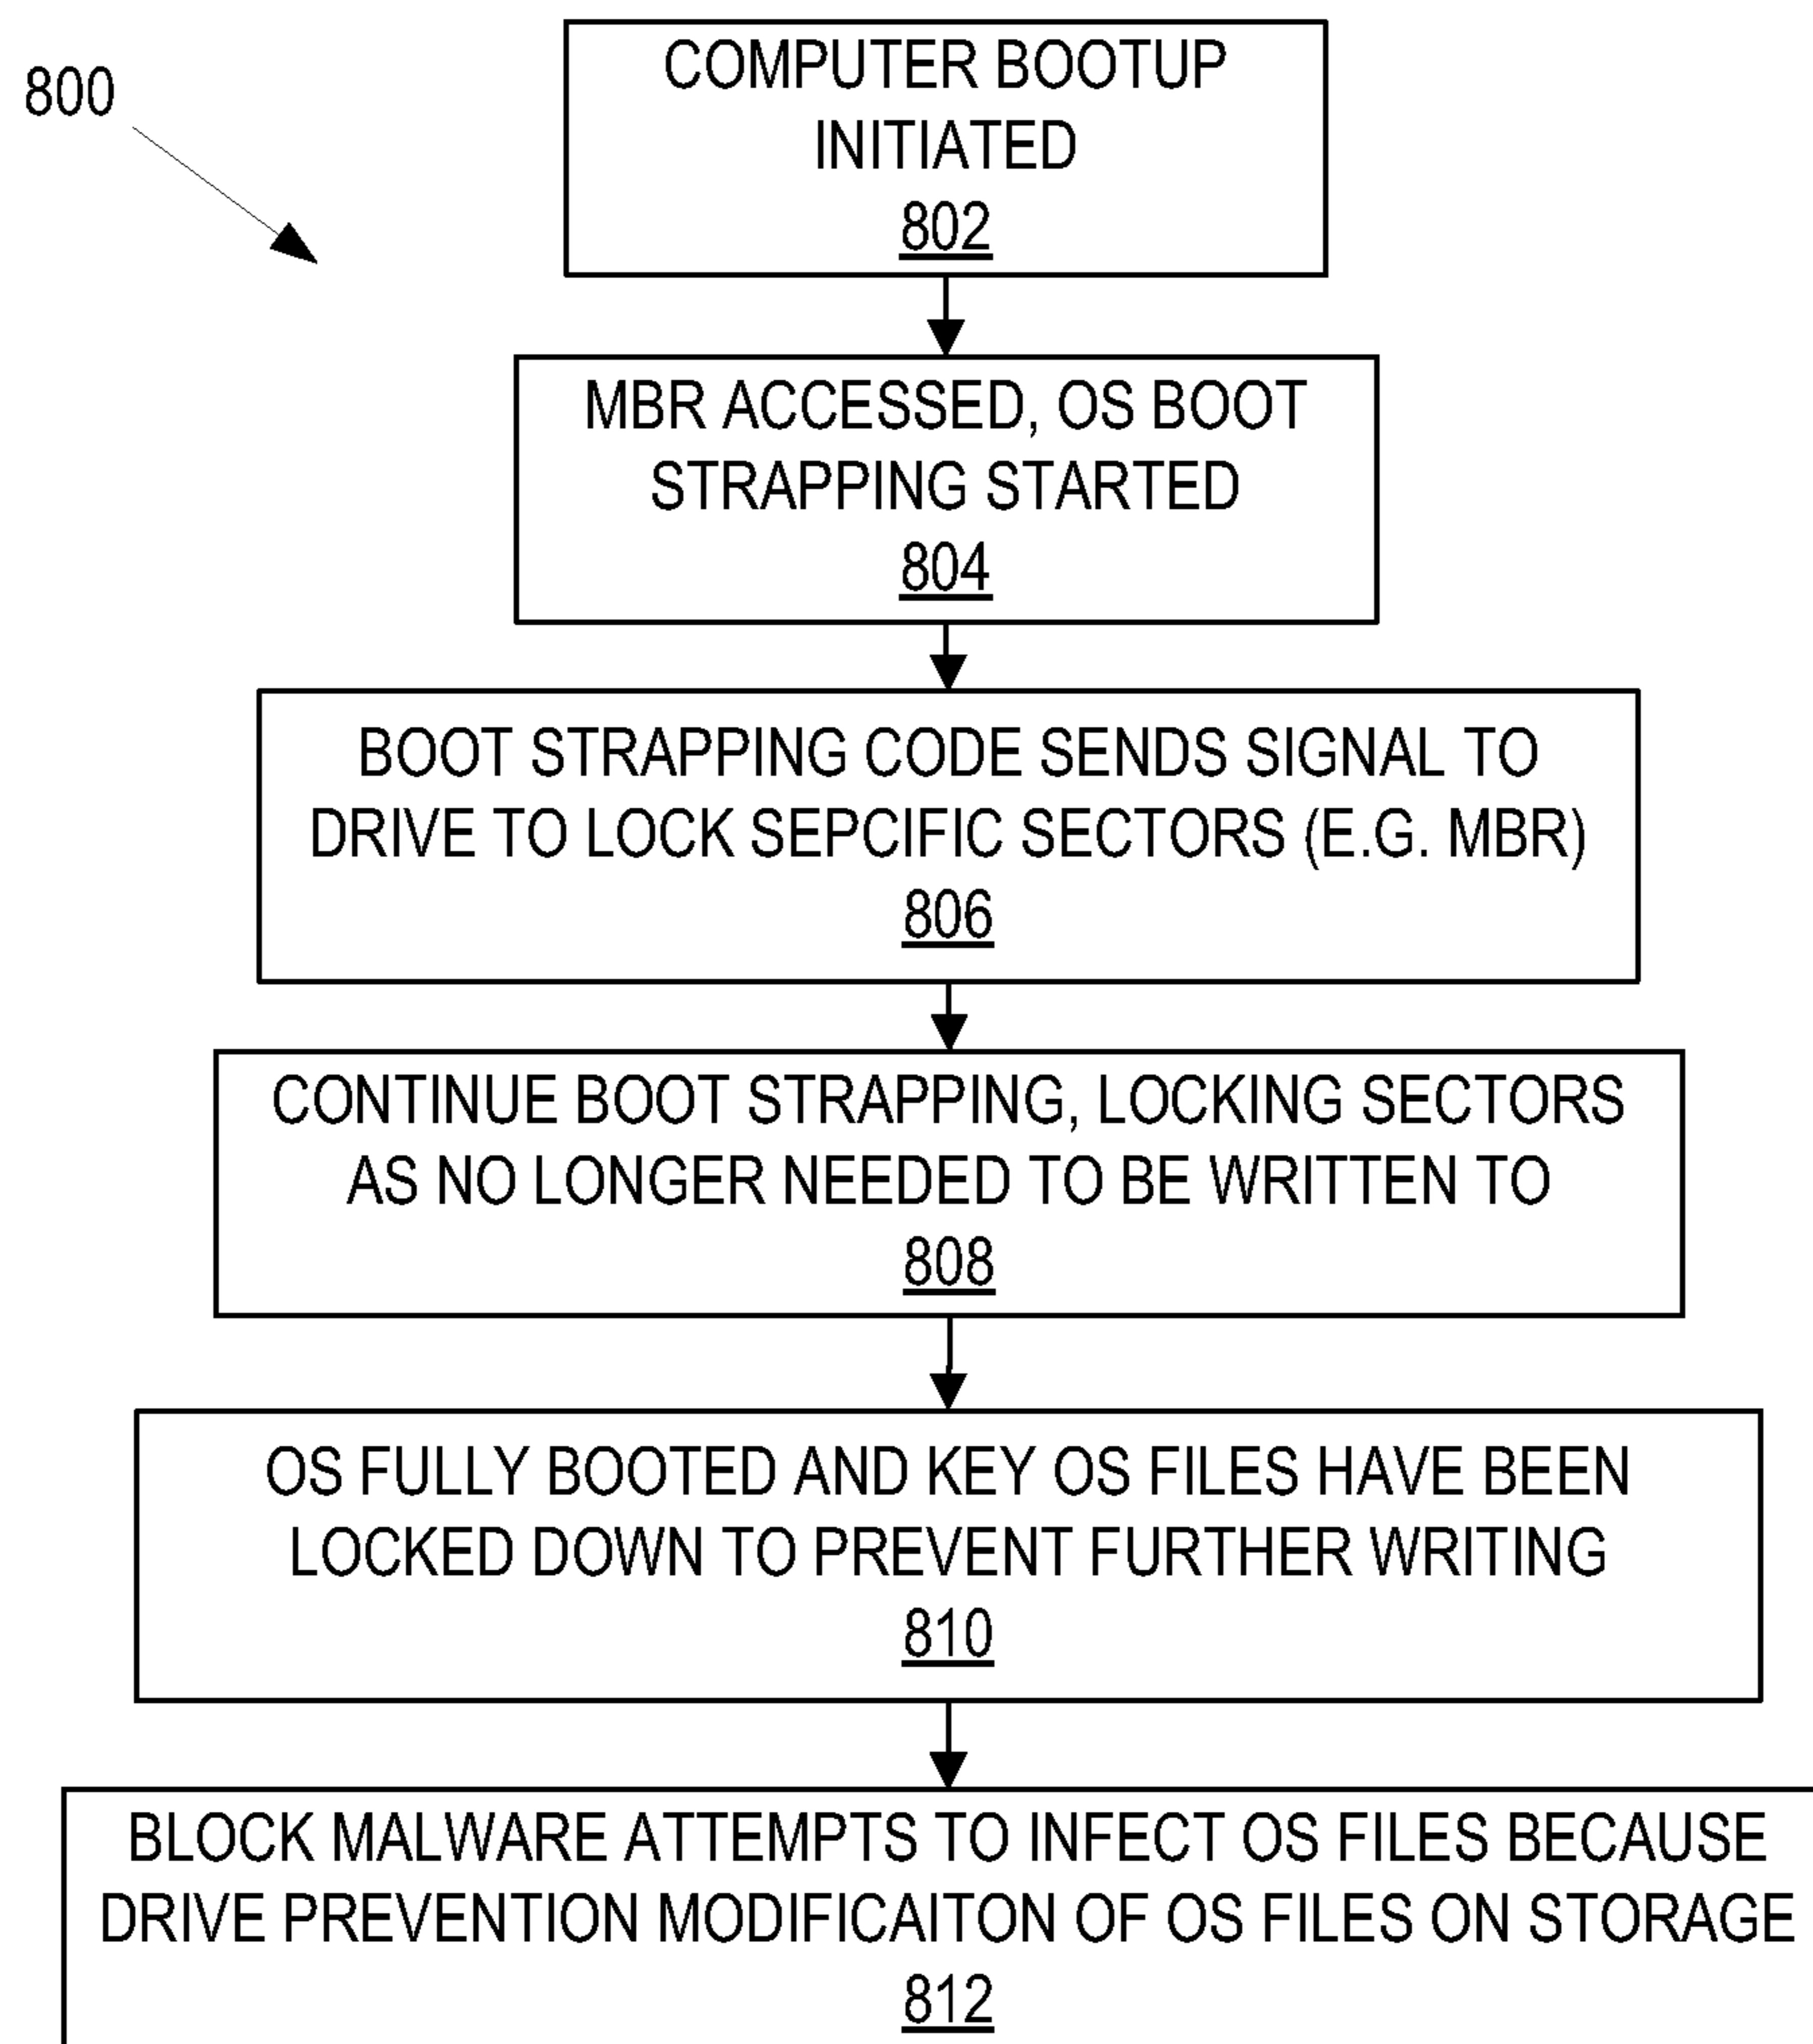 800
COMPUTER BOOTUP
INITIATED
802
MBR ACCESSED, OS BOOT
STRAPPING STARTED
804
BOOT STRAPPING CODE SENDS SIGNAL TO
DRIVE TO LOCK SEPCIFIC SECTORS (E.G. MBR)
806
CONTINUE BOOT STRAPPING, LOCKING SECTORS
AS NO LONGER NEEDED TO BE WRITTEN TO
808
OS FULLY BOOTED AND KEY OS FILES HAVE BEEN
LOCKED DOWN TO PREVENT FURTHER WRITING
810
BLOCK MALWARE ATTEMPTS TO INFECT OS FILES BECAUSE
DRIVE PREVENTION MODIFICAITON OF OS FILES ON STORAGE
812